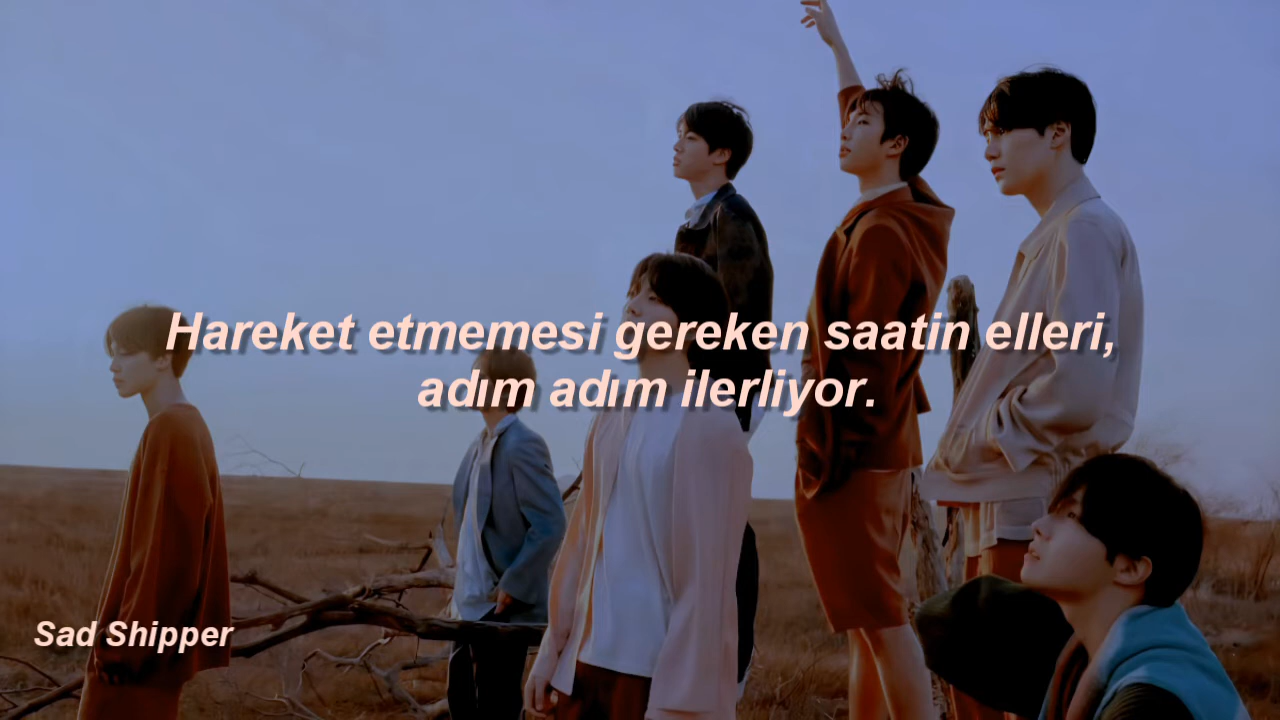 Hareket etmemesi gereken saatin elleri,
adım adım ilerliyor.
Sad Shipper